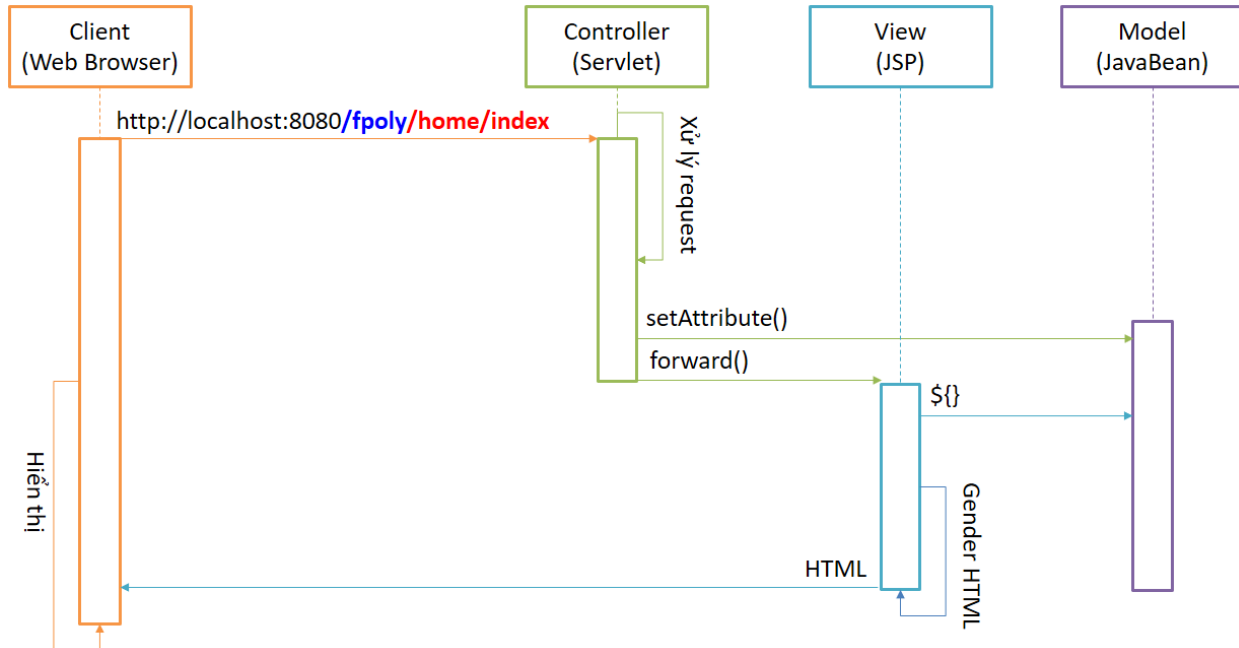 Client
(Web Browser)
Controller
(Servlet)
View
(JSP)
Model
(JavaBean)
http://localhost:8080/fpoly/home/index
Xử lý request
setAttribute()
forward()
${}
Hiển thị
Gender HTML
HTML